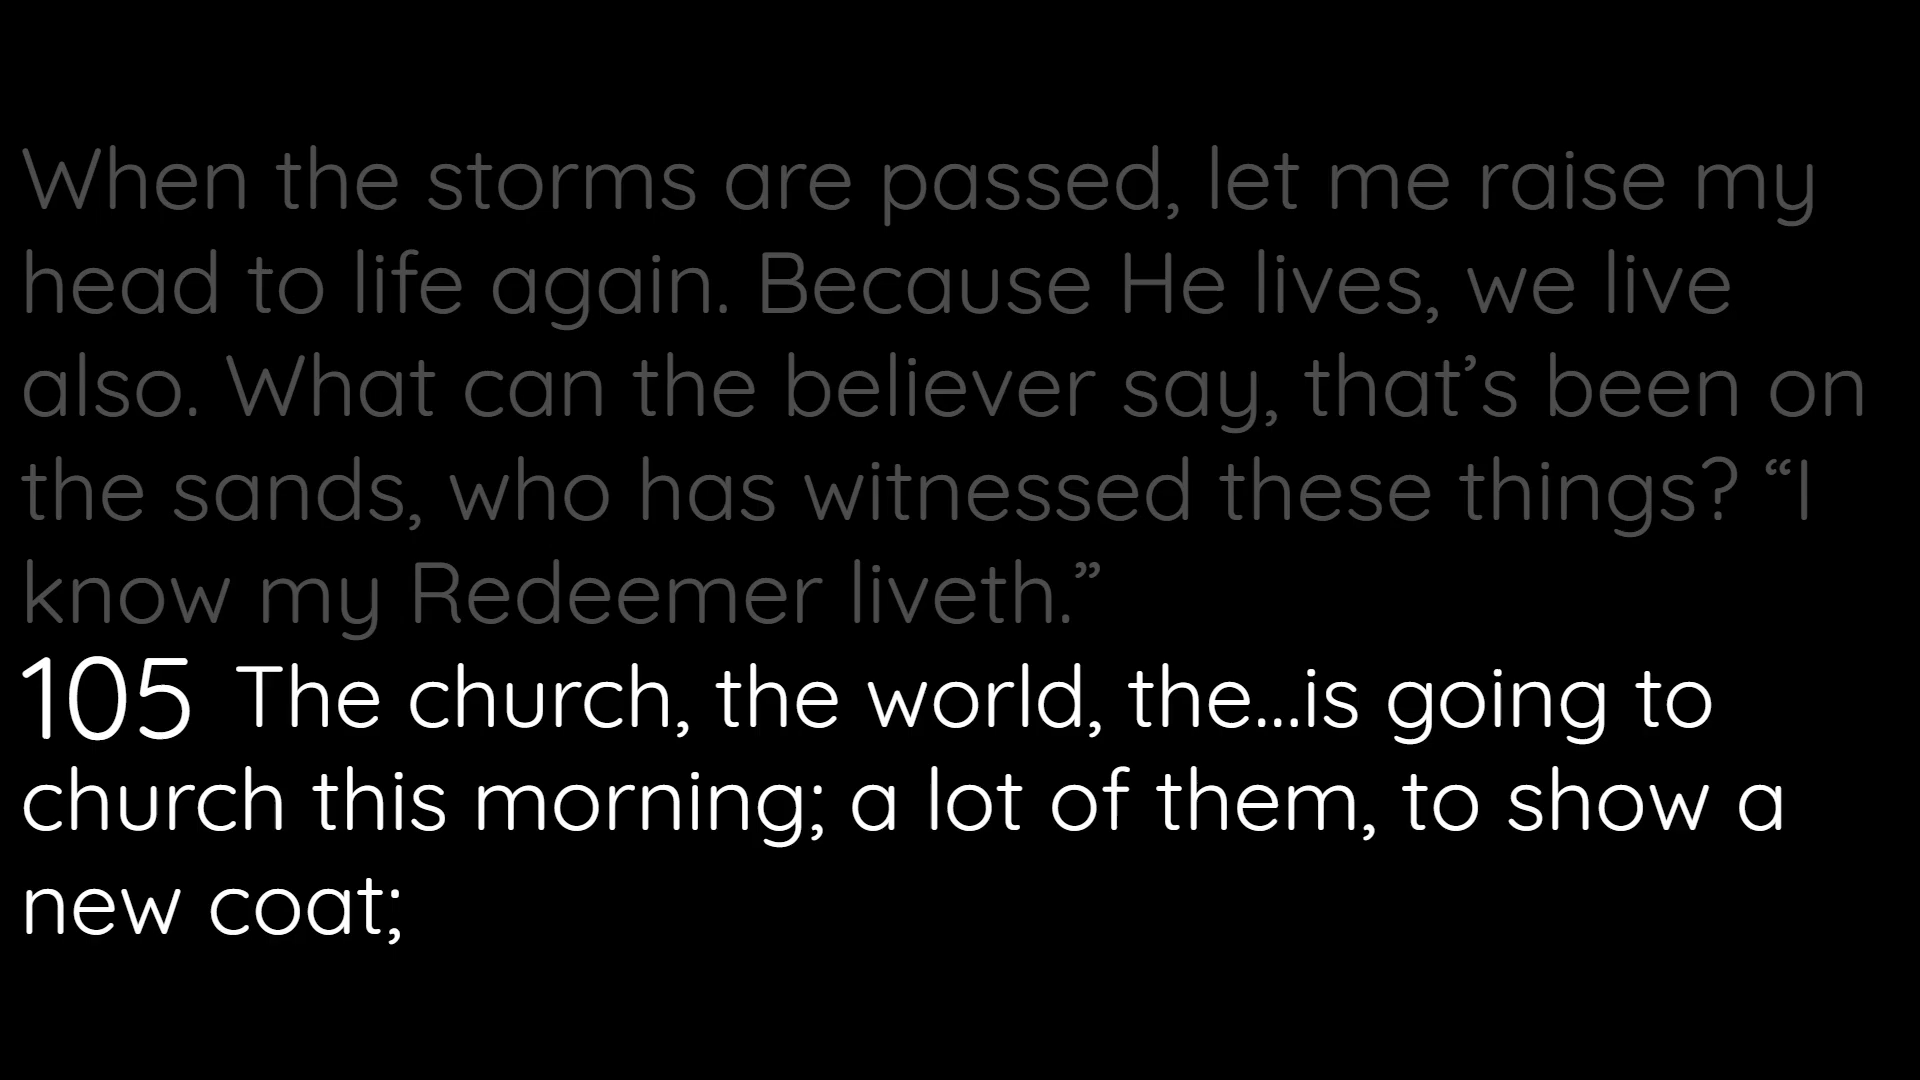 When the storms are passed, let me raise my
head to life again. Because He lives, we live
also. What can the believer say, that’s been on
the sands, who has witnessed these things? “I
know my Redeemer liveth.”
105 The church, the world, the...is going to
church this morning; a lot of them, to show a
new coat;